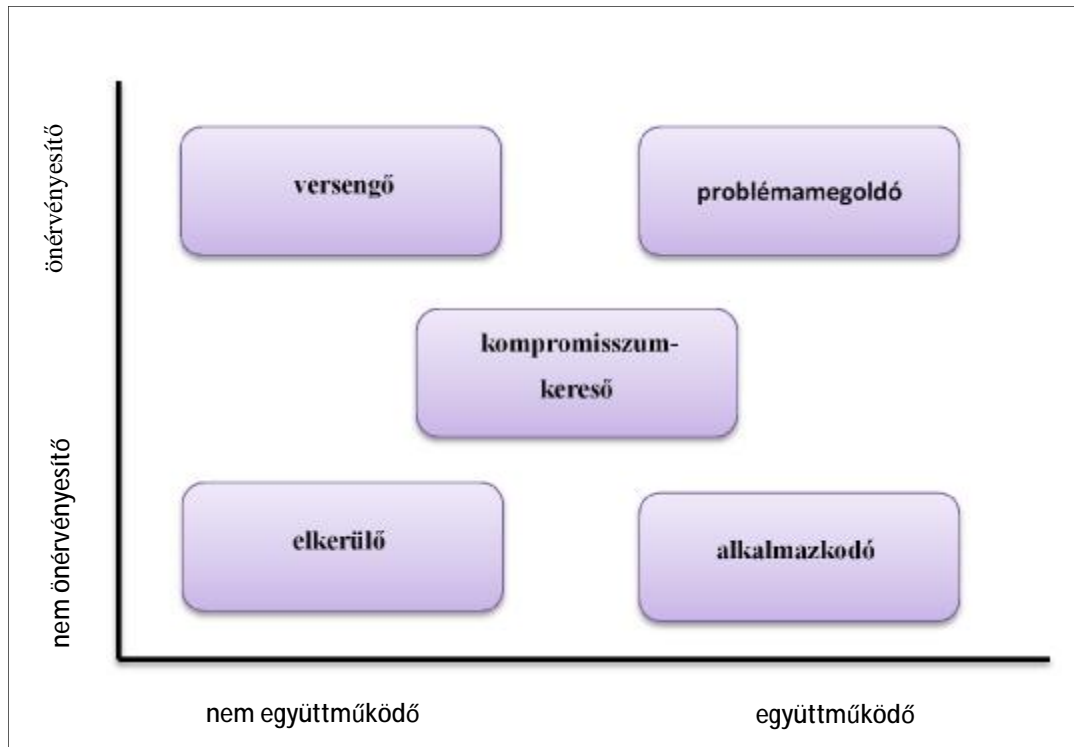 önérvényesítő
versengő
problémamegoldó
kompromisszum-
kereső
nem önérvényesítő
elkerülő
alkalmazkodó
nem együttműködő
együttműködő